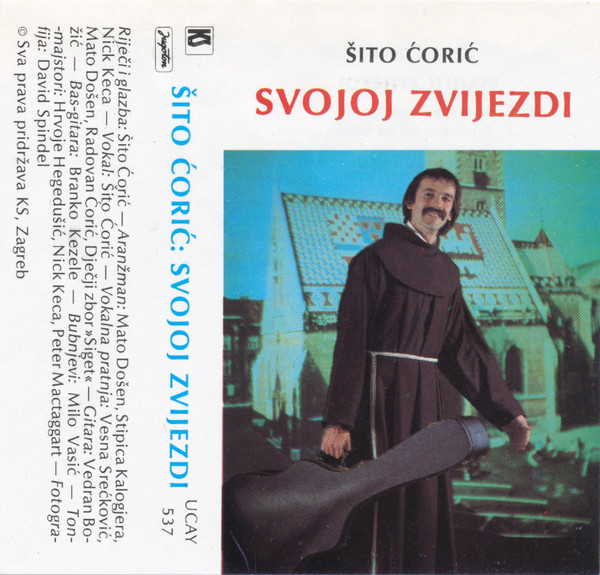 ŠITO ĆORIĆ
SVOJOJ ZVIJEZDI
KS
Jugoton
ŠITO ĆORIĆ: SVOJOJ ZVIJEZDI
UCAY
537
Riječi i glazba: Šito Ćorić — Aranžman: Mato Došen, Stipica Kalogjera,
Nick Keca — Vokal: Šito Ćorić — Vokalna pratnja: Vesna Srečković,
Mato Došen, Radovan Ćorić, Dječji zbor »Siget« — Gitara: Vedran Bo-
žić — Bas-gitara: Branko Kezele — Bubnjevi: Milo Vasić — Ton-
-majstori: Hrvoje Hegedušić, Nick Keca, Peter Mactaggart — Fotogra-
fija: David Spindel
© Sva prava pridržava KS, Zagreb